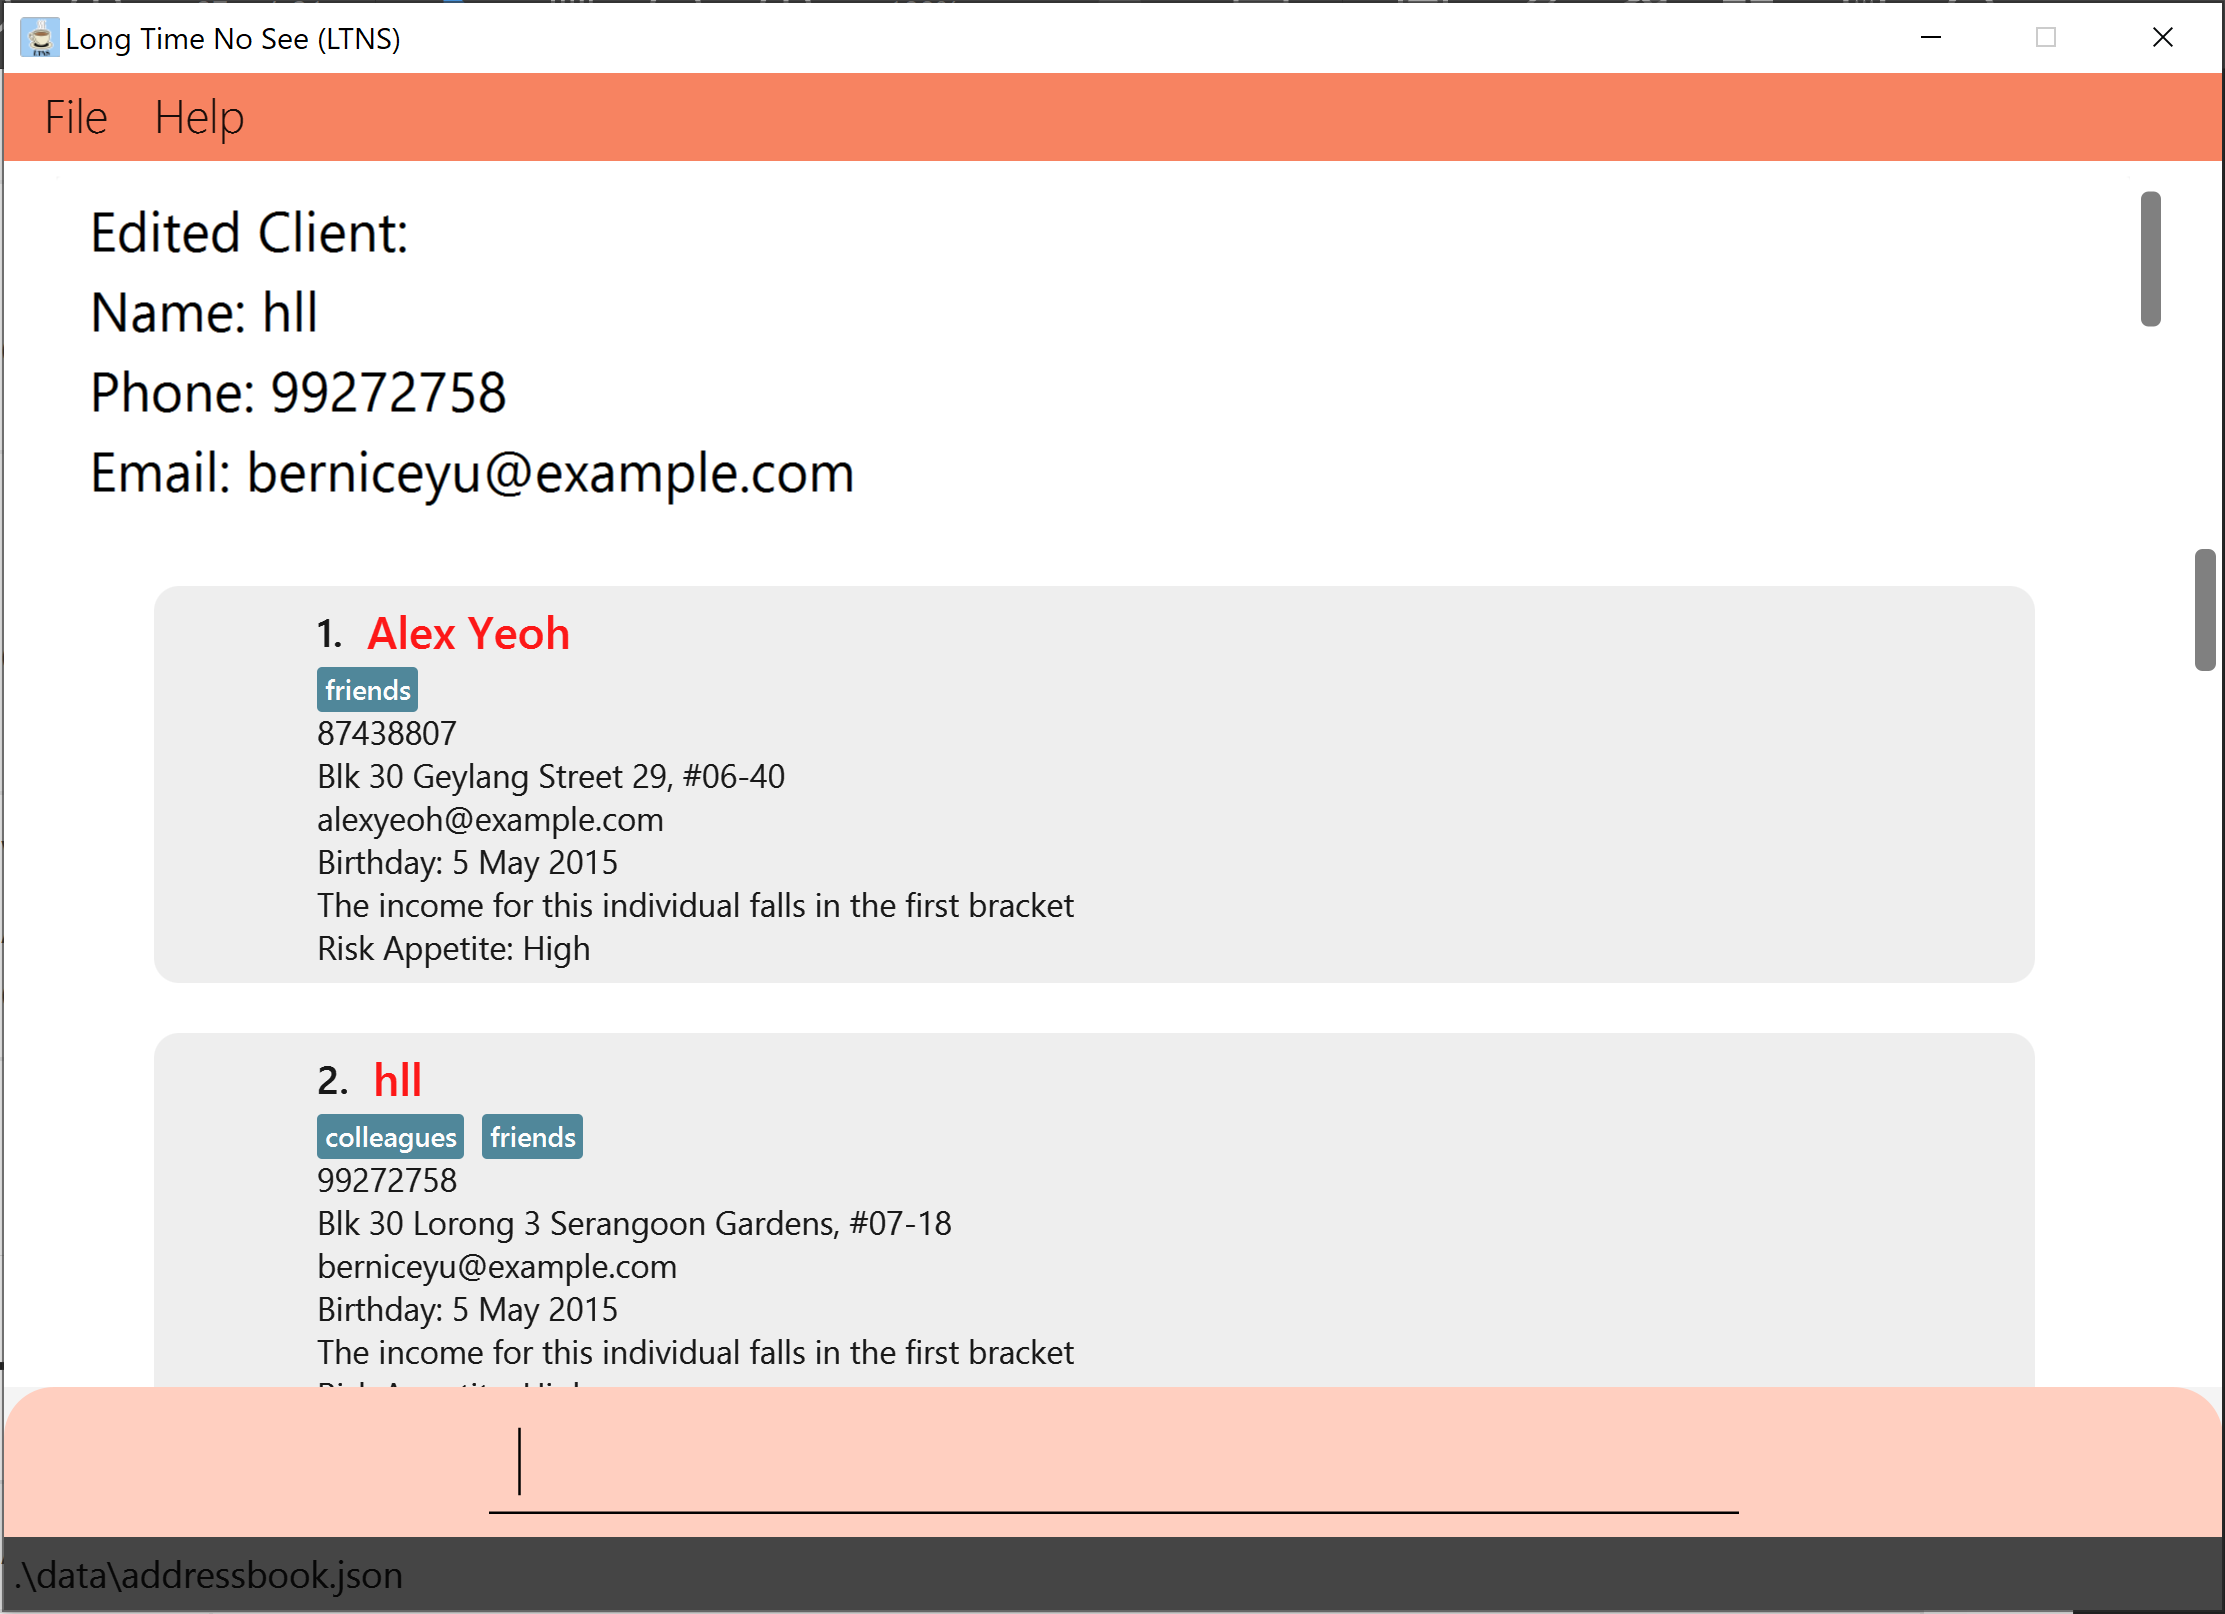 Long Time No See (LTNS)
File Help
Edited Client:
Name: hll
Phone: 99272758
Email: berniceyu@example.com
1. Alex Yeoh
friends
87438807
Blk 30 Geylang Street 29, #06-40
alexyeoh@example.com
Birthday: 5 May 2015
The income for this individual falls in the first bracket
Risk Appetite: High
2. hll
colleagues friends
99272758
Blk 30 Lorong 3 Serangoon Gardens, #07-18
berniceyu@example.com
Birthday: 5 May 2015
The income for this individual falls in the first bracket
.\data\addressbook.json